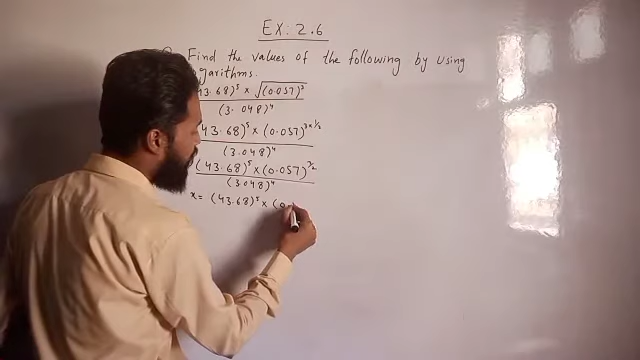 EX: 2.6
Find the values of the following by using
garithms.
43.68)⁵ × √(0.057)³
(3.048)⁴
43.68)⁵ × (0.057)³ˣ¹/²
(3.048)⁴
(43.68)⁵ × (0.057)³/²
(3.048)⁴
x = (43.68)⁵ × (0.